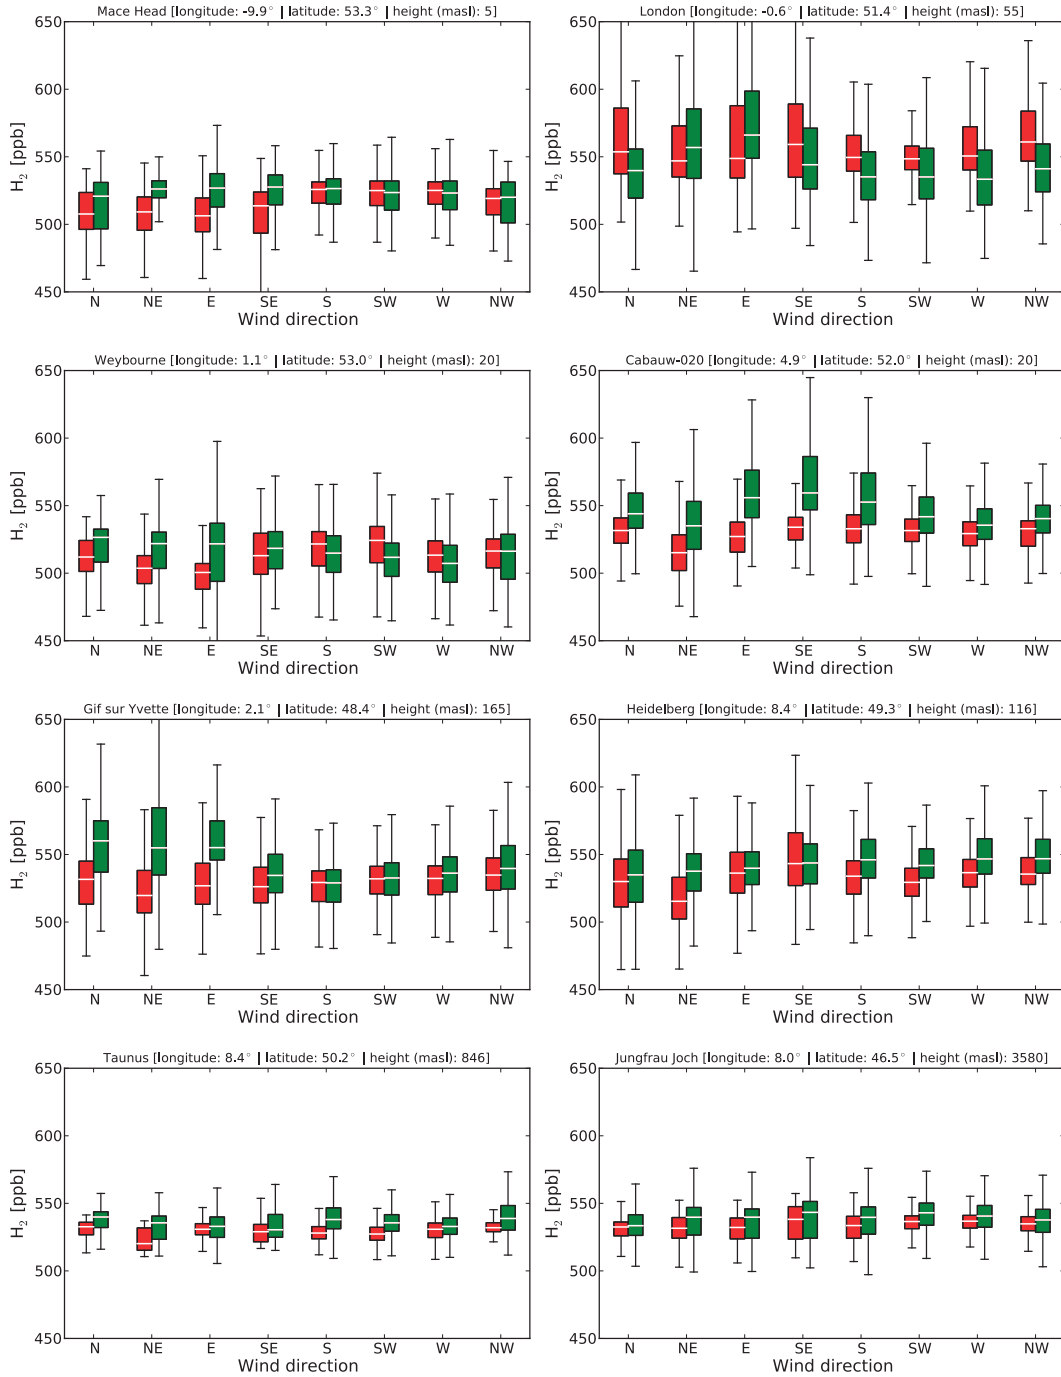 Mace Head [longitude: -9.9° | latitude: 53.3° | height (masl): 5]
650
600
550
500
450
H2 [ppb]
N NE E SE S SW W NW
Wind direction
London [longitude: -0.6° | latitude: 51.4° | height (masl): 55]
650
600
550
500
450
H2 [ppb]
N NE E SE S SW W NW
Wind direction
Weybourne [longitude: 1.1° | latitude: 53.0° | height (masl): 20]
650
600
550
500
450
H2 [ppb]
N NE E SE S SW W NW
Wind direction
Cabauw-020 [longitude: 4.9° | latitude: 52.0° | height (masl): 20]
650
600
550
500
450
H2 [ppb]
N NE E SE S SW W NW
Wind direction
Gif sur Yvette [longitude: 2.1° | latitude: 48.4° | height (masl): 165]
650
600
550
500
450
H2 [ppb]
N NE E SE S SW W NW
Wind direction
Heidelberg [longitude: 8.4° | latitude: 49.3° | height (masl): 116]
650
600
550
500
450
H2 [ppb]
N NE E SE S SW W NW
Wind direction
Taunus [longitude: 8.4° | latitude: 50.2° | height (masl): 846]
650
600
550
500
450
H2 [ppb]
N NE E SE S SW W NW
Wind direction
Jungfrau Joch [longitude: 8.0° | latitude: 46.5° | height (masl): 3580]
650
600
550
500
450
H2 [ppb]
N NE E SE S SW W NW
Wind direction